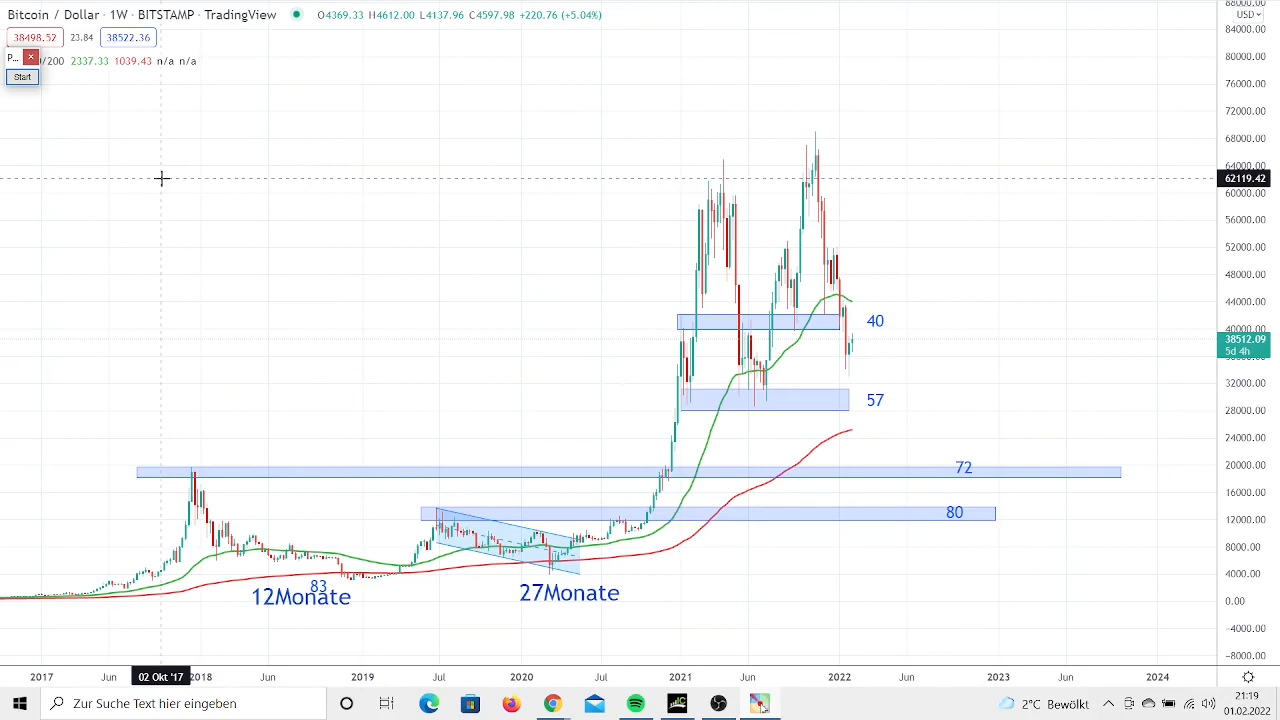 Bitcoin / Dollar · 1W · BITSTAMP · TradingView O4369.33 H4612.00 L4137.96 C4597.98 +220.76 (+5.04%)
38498.52 23.84 38522.36
P...
/200 2337.33 1039.43 n/a n/a
Start
88000.00
USD
84000.00
80000.00
76000.00
72000.00
68000.00
64000.00
62119.42
60000.00
56000.00
52000.00
48000.00
44000.00
40000.00
38512.09
5d 4h
32000.00
28000.00
24000.00
20000.00
16000.00
12000.00
8000.00
4000.00
0.00
-4000.00
-8000.00
40
57
72
80
83
12Monate
27Monate
2017 Jun 02 Okt '17 2018 Jun 2019 Jul 2020 Jul 2021 Jun 2022 Jun 2023 Jun 2024
Zur Suche Text hier eingeben
2°C Bewölkt
21:19
01.02.2022